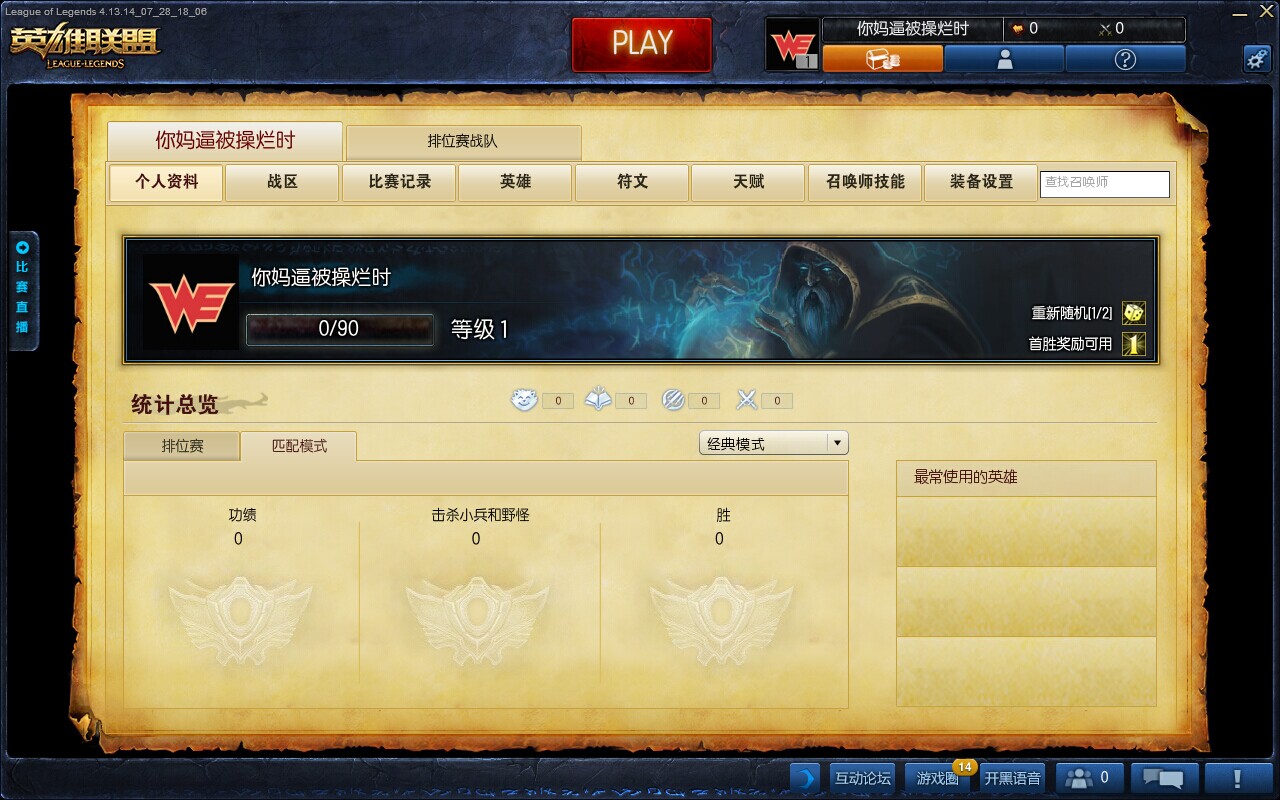 League of Legends 4.13.14_07_28_18_06
英雄联盟
LEAGUE OF LEGENDS
PLAY
WE
1
你妈逼被操烂时
0
0
?
你妈逼被操烂时
排位赛战队
个人资料
战区
比赛记录
英雄
符文
天赋
召唤师技能
装备设置
查找召唤师
比赛直播
WE
你妈逼被操烂时
0/90
等级 1
重新随机[1/2]
首胜奖励可用
1
统计总览
0
0
0
0
排位赛
匹配模式
经典模式
最常使用的英雄
功绩
击杀小兵和野怪
胜
0
0
0
互动论坛
游戏圈
14
开黑语音
0
!